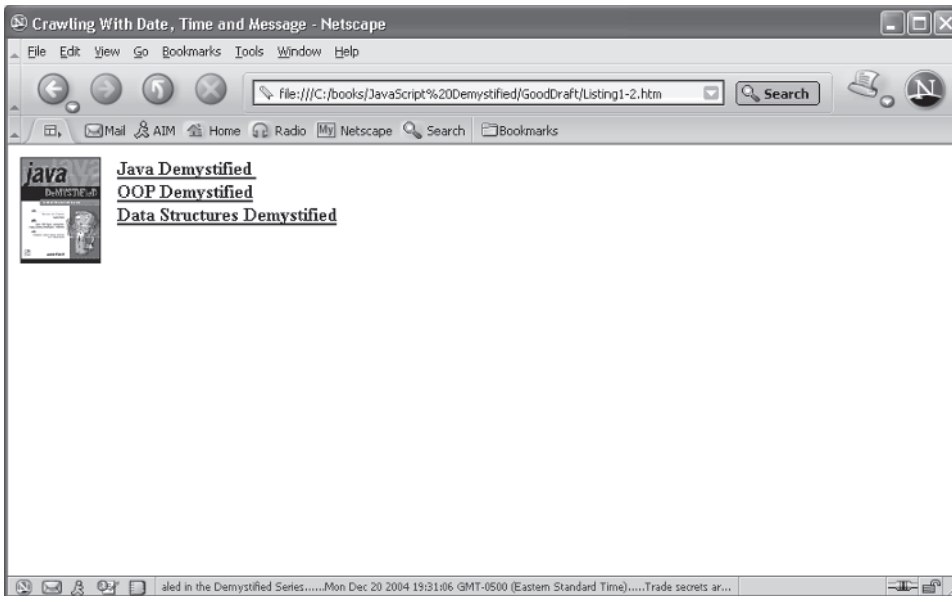 Crawling With Date, Time and Message - Netscape
File Edit View Go Bookmarks Tools Window Help
file:///C:/books/JavaScript%20Demystified/GoodDraft/Listing1-2.htm Search
Mail AIM Home Radio My Netscape Search Bookmarks
java
DeMYSTiFieD
Java Demystified
OOP Demystified
Data Structures Demystified
aled in the Demystified Series......Mon Dec 20 2004 19:31:06 GMT-0500 (Eastern Standard Time).....Trade secrets ar...